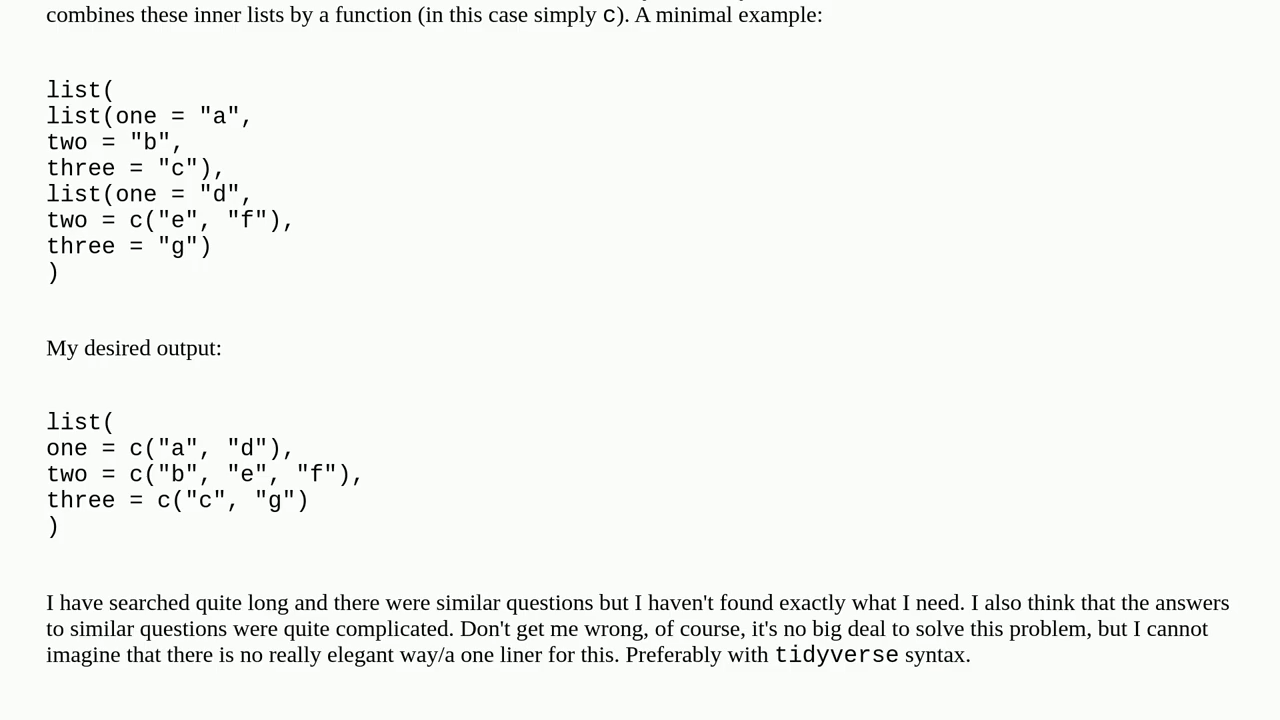 combines these inner lists by a function (in this case simply c). A minimal example:
list(
list(one = "a",
two = "b",
three = "c"),
list(one = "d",
two = c("e", "f"),
three = "g")
)
My desired output:
list(
one = c("a", "d"),
two = c("b", "e", "f"),
three = c("c", "g")
)
I have searched quite long and there were similar questions but I haven't found exactly what I need. I also think that the answers
to similar questions were quite complicated. Don't get me wrong, of course, it's no big deal to solve this problem, but I cannot
imagine that there is no really elegant way/a one liner for this. Preferably with tidyverse syntax.